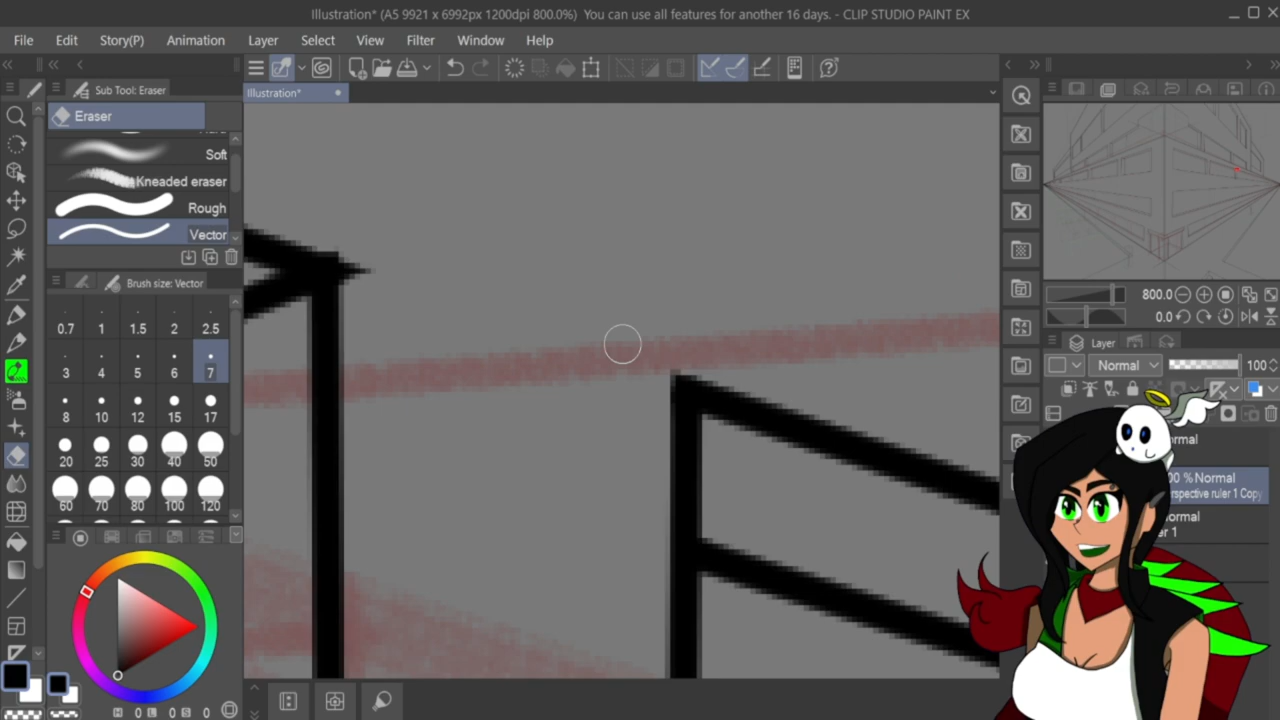 Illustration* (A5 9921 x 6992px 1200dpi 800.0%) You can use all features for another 16 days. - CLIP STUDIO PAINT EX
File Edit Story(P) Animation Layer Select View Filter Window Help
Sub Tool: Eraser
Illustration*
Eraser
Soft
Kneaded eraser
Rough
Vector
Brush size: Vector
0.7 1 1.5 2 2.5
3 4 5 6 7
8 10 12 15 17
20 25 30 40 50
60 70 80 100 120
H 0 L 0 S 0
800.0
0.0
Layer
Normal 100
rmal
00 % Normal
rspective ruler 1 Copy
ormal
er 1